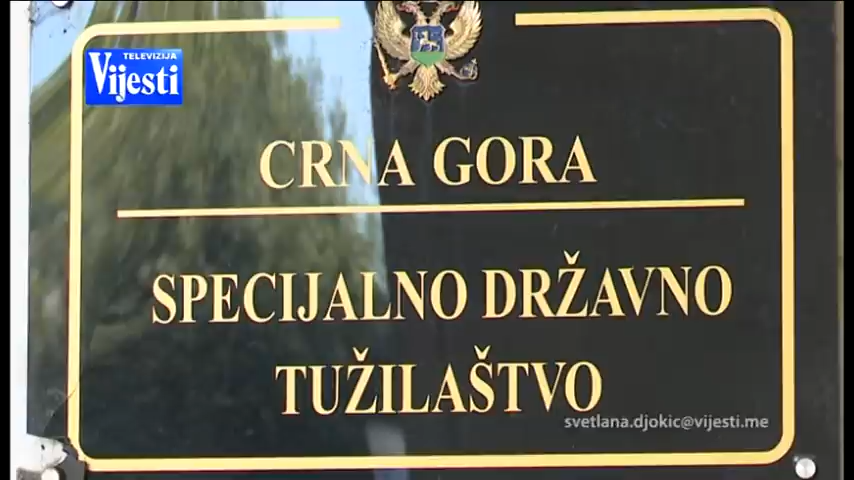 TELEVIZIJA
Vijesti
CRNA GORA
SPECIJALNO DRŽAVNO
TUŽILAŠTVO
svetlana.djokic@vijesti.me